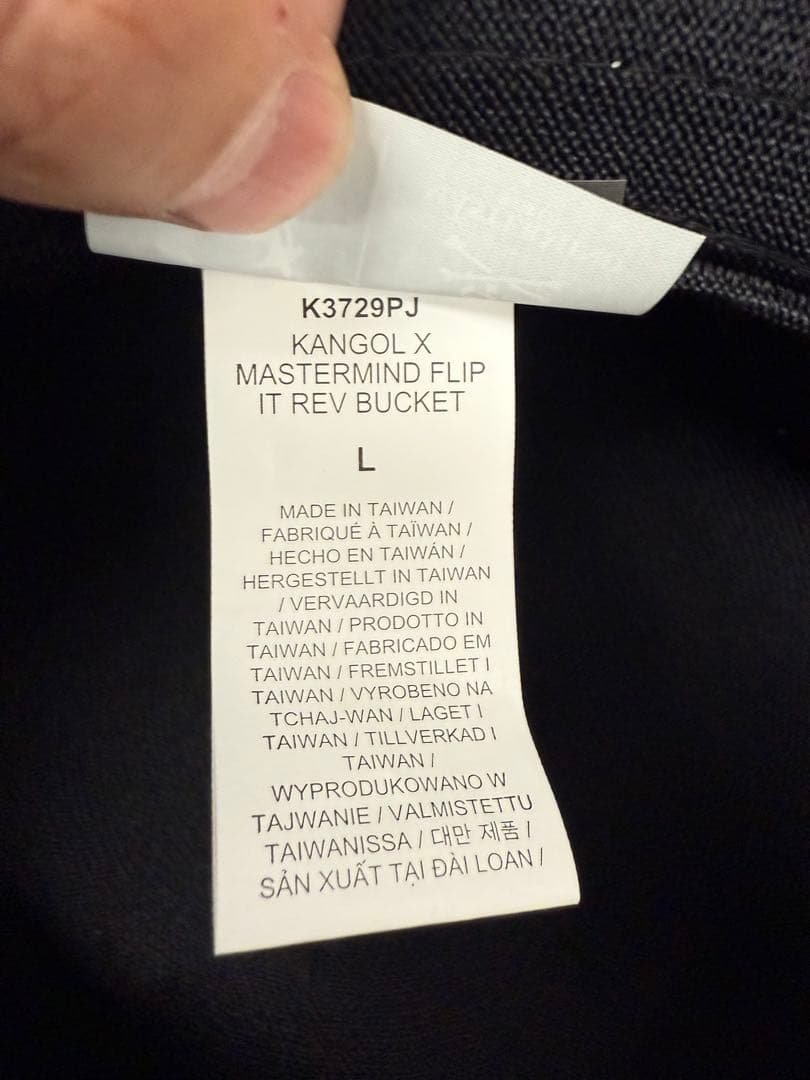 K3729PJ
KANGOL X
MASTERMIND FLIP
IT REV BUCKET
L
MADE IN TAIWAN /
FABRIQUÉ À TAÏWAN /
HECHO EN TAIWÁN /
HERGESTELLT IN TAIWAN
/ VERVAARDIGD IN
TAIWAN / PRODOTTO IN
TAIWAN / FABRICADO EM
TAIWAN / FREMSTILLET I
TAIWAN / VYROBENO NA
TCHAJ-WAN / LAGET I
TAIWAN / TILLVERKAD I
TAIWAN /
WYPRODUKOWANO W
TAJWANIE / VALMISTETTU
TAIWANISSA / 대만 제품 /
SẢN XUẤT TẠI ĐÀI LOAN /